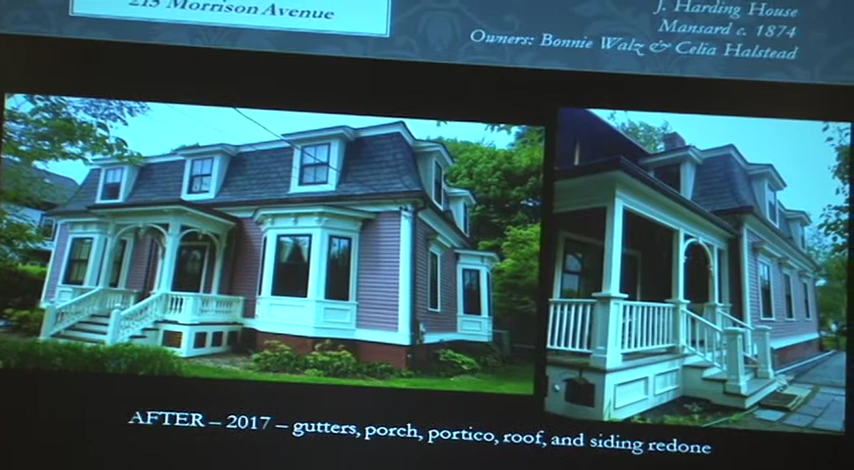 213 Morrison Avenue
J. Harding House
Mansard c. 1874
Owners: Bonnie Walz & Celia Halstead
AFTER – 2017 – gutters, porch, portico, roof, and siding redone